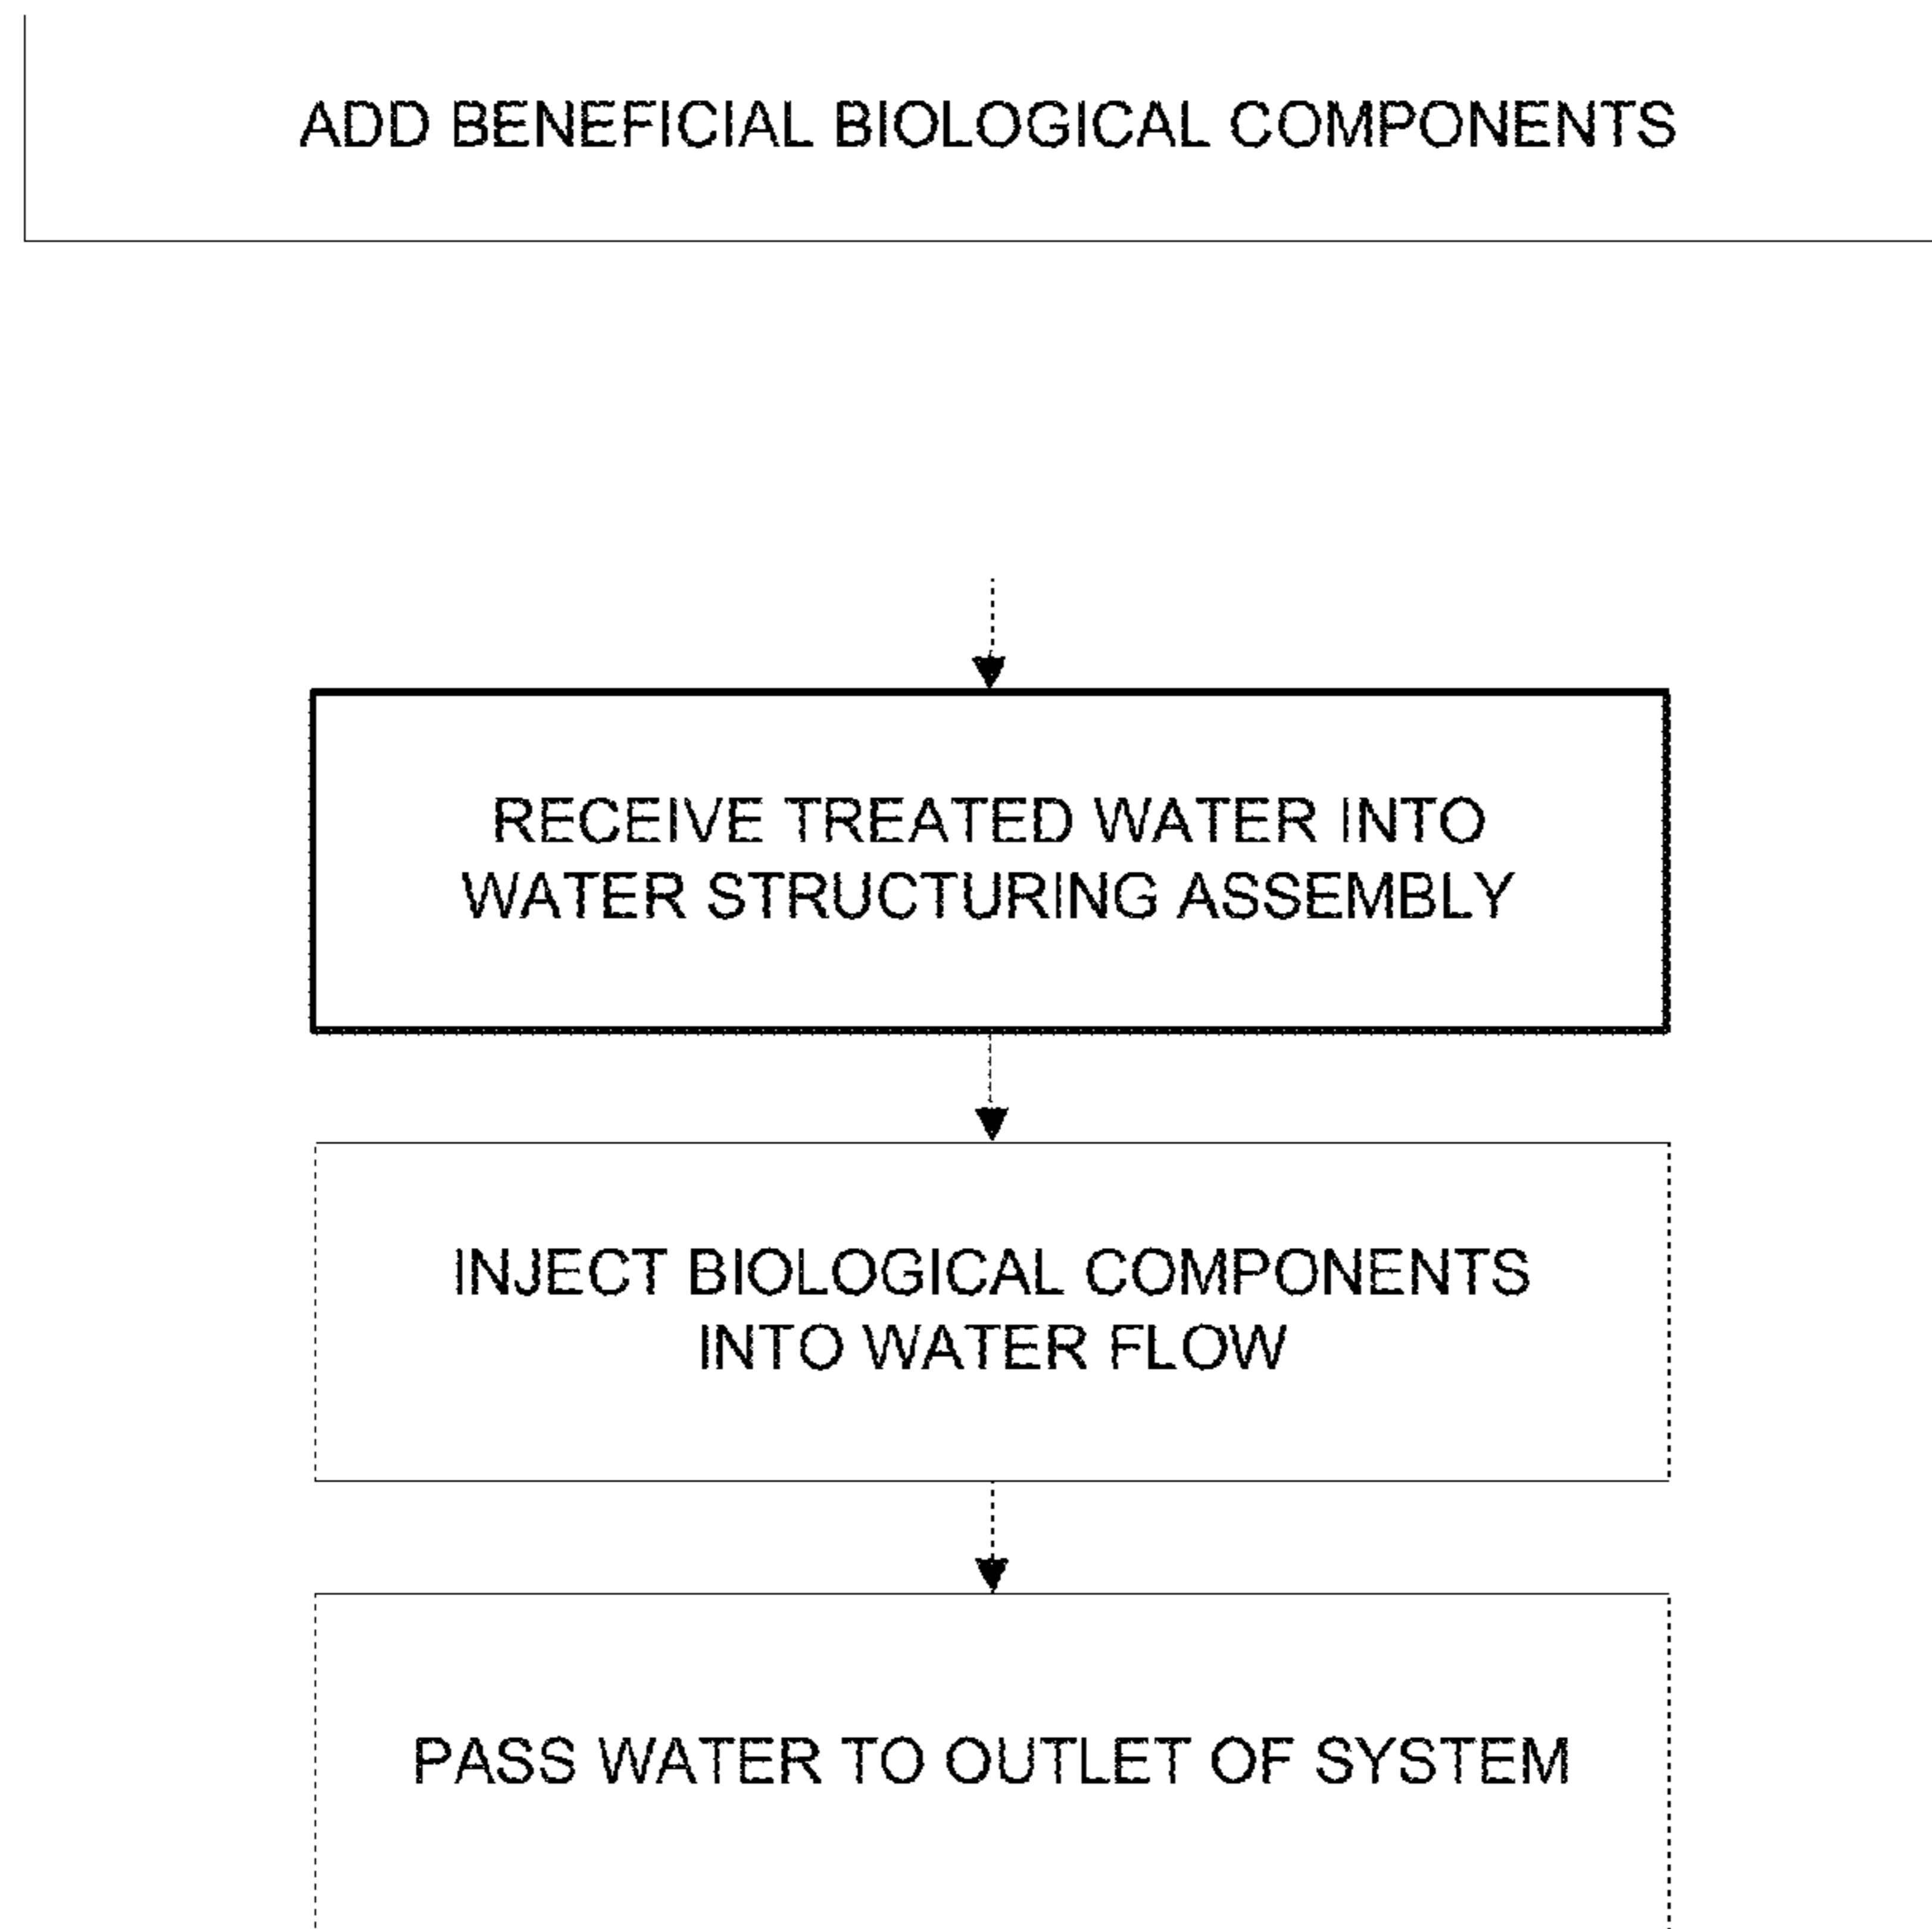 ADD BENEFICIAL BIOLOGICAL COMPONENTS
RECEIVE TREATED WATER INTO
WATER STRUCTURING ASSEMBLY
INJECT BIOLOGICAL COMPONENTS
INTO WATER FLOW
PASS WATER TO OUTLET OF SYSTEM